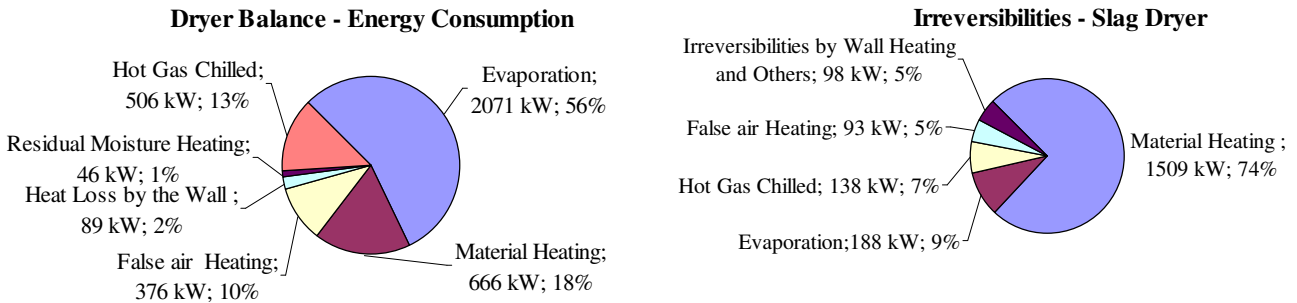 Dryer Balance - Energy Consumption
Hot Gas Chilled;
506 kW; 13%
Evaporation;
2071 kW; 56%
Residual Moisture Heating;
46 kW; 1%
Heat Loss by the Wall ;
89 kW; 2%
False air Heating;
376 kW; 10%
Material Heating;
666 kW; 18%
Irreversibilities - Slag Dryer
Irreversibilities by Wall Heating
and Others; 98 kW; 5%
False air Heating; 93 kW; 5%
Material Heating ;
1509 kW; 74%
Hot Gas Chilled; 138 kW; 7%
Evaporation;188 kW; 9%